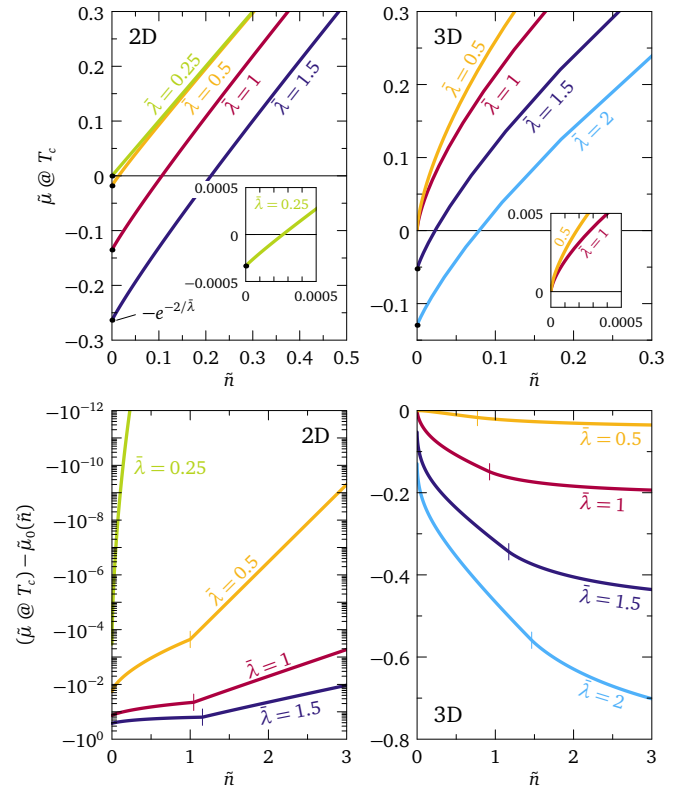 2D
0.3
0.2
0.1
0
−0.1
−0.2
−0.3
μ̃ @ T_c
λ̄ = 0.25
λ̄ = 0.5
λ̄ = 1
λ̄ = 1.5
−e^{−2/λ̄}
0.0005
0
−0.0005
λ̄ = 0.25
0 0.0005
0 0.1 0.2 0.3 0.4 0.5
ñ
3D
0.3
0.2
0.1
0
−0.1
λ̄ = 0.5
λ̄ = 1
λ̄ = 1.5
λ̄ = 2
0.005
0
0.5
λ̄ = 1
0 0.0005
0 0.1 0.2 0.3
ñ
2D
−10^{−12}
−10^{−10}
−10^{−8}
−10^{−6}
−10^{−4}
−10^{−2}
−10^{0}
(μ̃ @ T_c) − μ̃_0(ñ)
λ̄ = 0.25
λ̄ = 0.5
λ̄ = 1
λ̄ = 1.5
0 1 2 3
ñ
0
−0.2
−0.4
−0.6
−0.8
λ̄ = 0.5
λ̄ = 1
λ̄ = 1.5
λ̄ = 2
3D
0 1 2 3
ñ